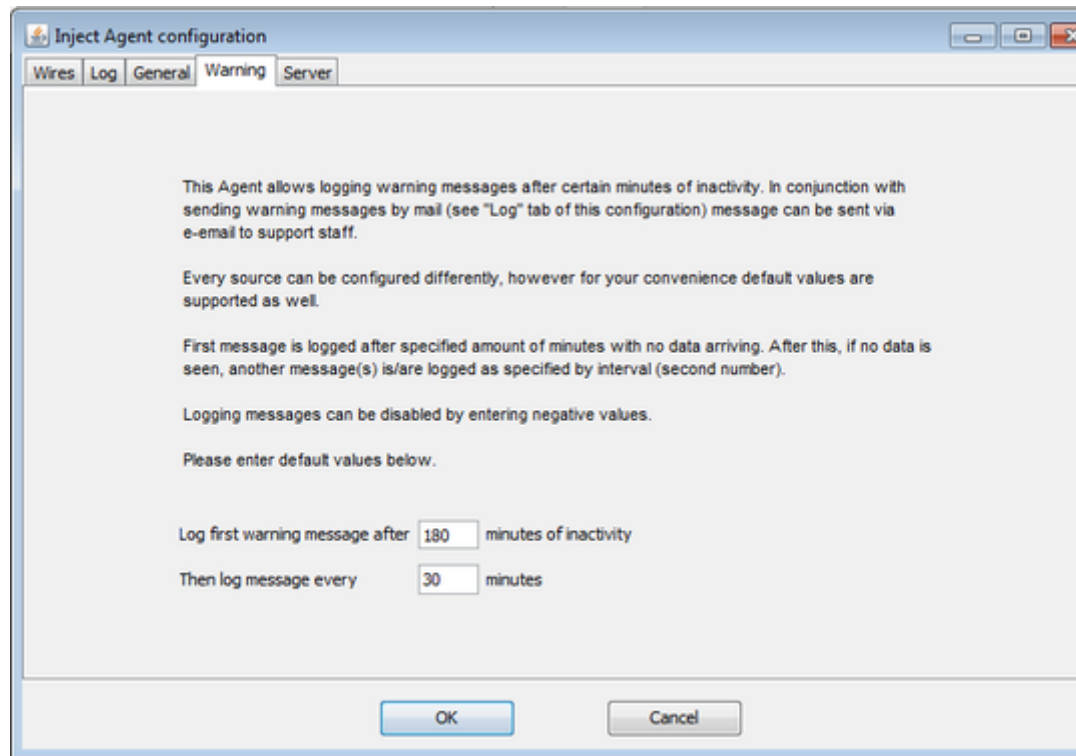 Inject Agent configuration
Wires Log General Warning Server
This Agent allows logging warning messages after certain minutes of inactivity. In conjunction with
sending warning messages by mail (see "Log" tab of this configuration) message can be sent via
e-email to support staff.
Every source can be configured differently, however for your convenience default values are
supported as well.
First message is logged after specified amount of minutes with no data arriving. After this, if no data is
seen, another message(s) is/are logged as specified by interval (second number).
Logging messages can be disabled by entering negative values.
Please enter default values below.
Log first warning message after 180 minutes of inactivity
Then log message every 30 minutes
OK Cancel